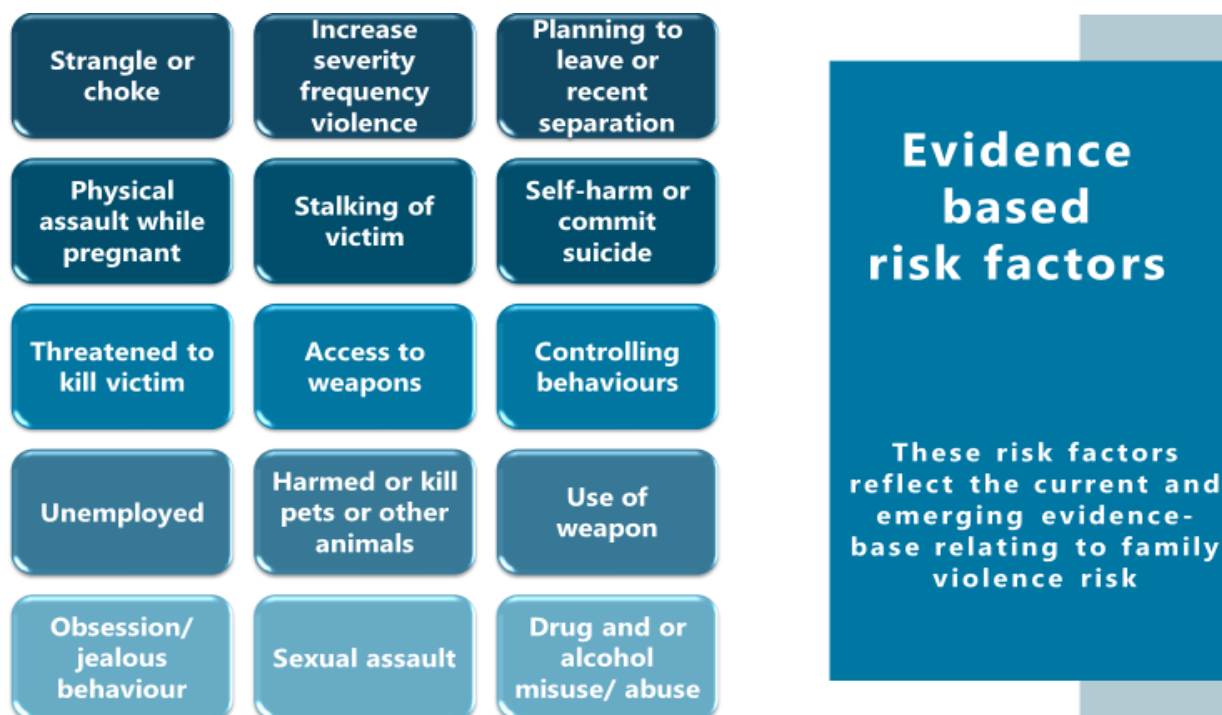 Strangle or
choke
Increase
severity
frequency
violence
Planning to
leave or
recent
separation
Physical
assault while
pregnant
Stalking of
victim
Self-harm or
commit
suicide
Threatened to
kill victim
Access to
weapons
Controlling
behaviours
Unemployed
Harmed or kill
pets or other
animals
Use of
weapon
Obsession/
jealous
behaviour
Sexual assault
Drug and or
alcohol
misuse/ abuse
Evidence
based
risk factors
These risk factors
reflect the current and
emerging evidence-
base relating to family
violence risk